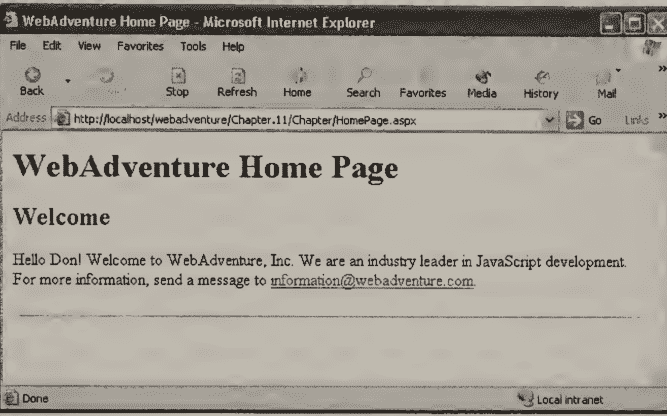 WebAdventure Home Page - Microsoft Internet Explorer
File Edit View Favorites Tools Help
Back Stop Refresh Home Search Favorites Media History Mail »
Address http://localhost/webadventure/Chapter.11/Chapter/HomePage.aspx Go Links »
WebAdventure Home Page
Welcome
Hello Don! Welcome to WebAdventure, Inc. We are an industry leader in JavaScript development.
For more information, send a message to information@webadventure.com.
Done Local intranet